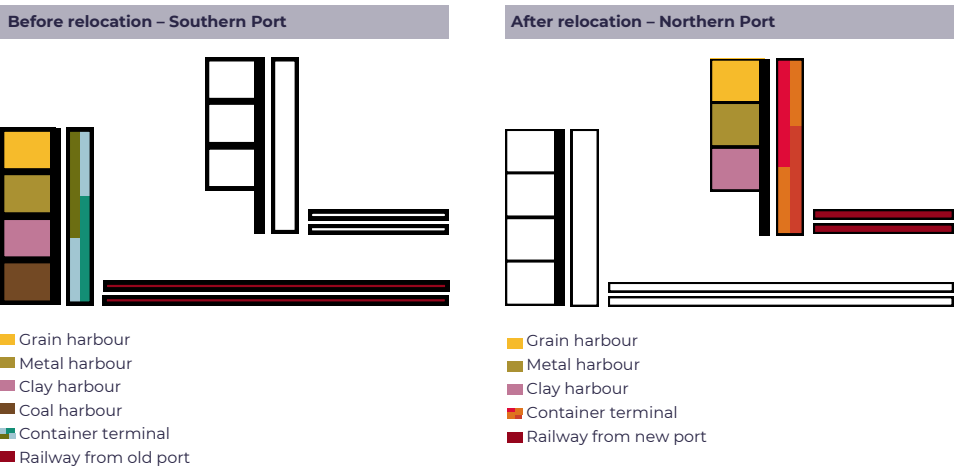 Before relocation – Southern Port
Grain harbour
Metal harbour
Clay harbour
Coal harbour
Container terminal
Railway from old port
After relocation – Northern Port
Grain harbour
Metal harbour
Clay harbour
Container terminal
Railway from new port